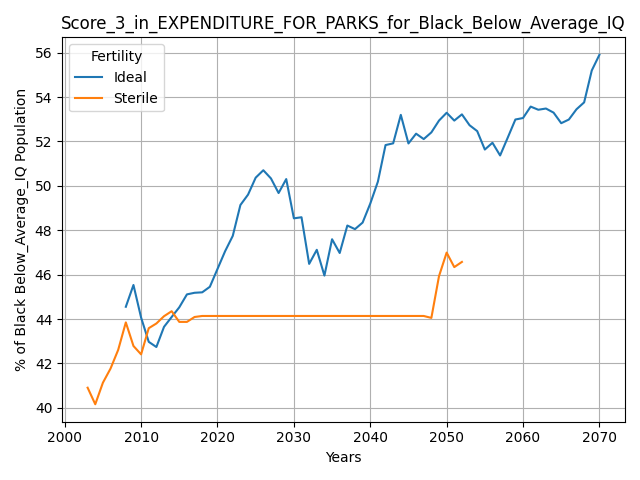 Score_3_in_EXPENDITURE_FOR_PARKS_for_Black_Below_Average_IQ
% of Black Below_Average_IQ Population
56
54
52
50
48
46
44
42
40
Fertility
Ideal
Sterile
2000 2010 2020 2030 2040 2050 2060 2070
Years